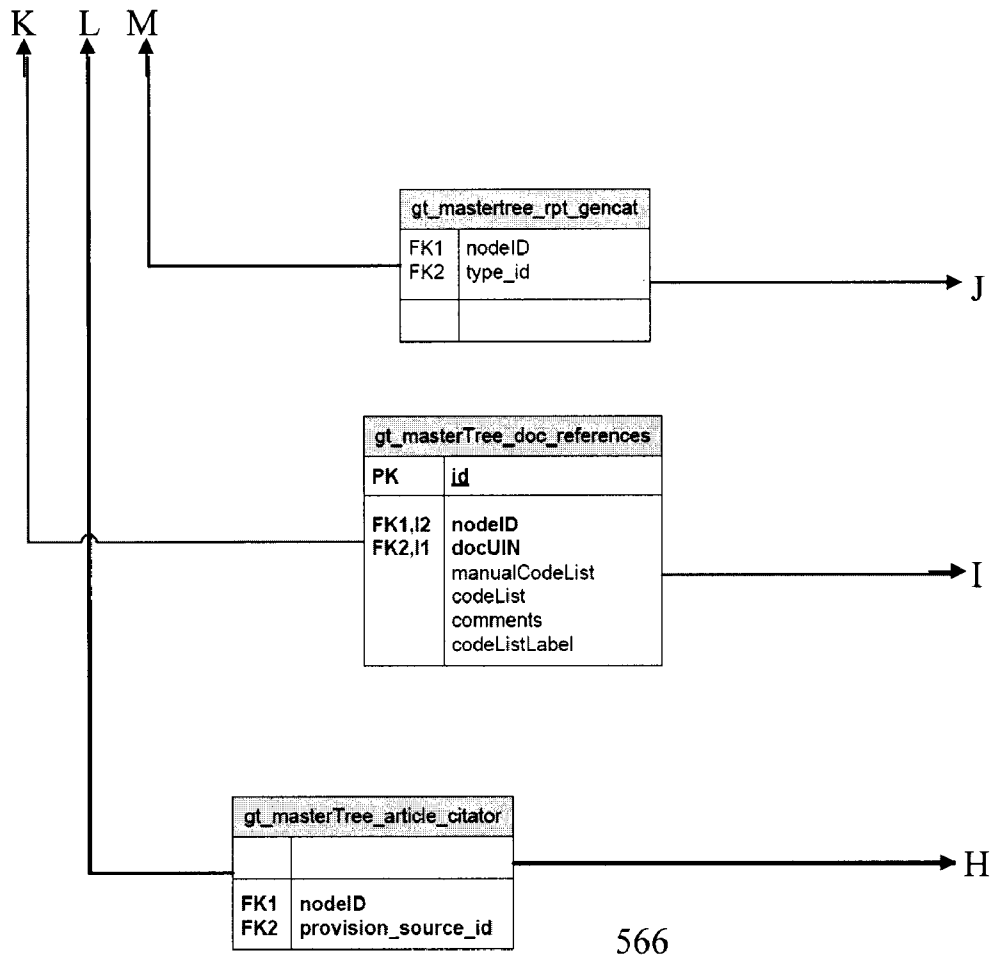 K L M
gt_mastertree_rpt_gencat
FK1 nodeID
FK2 type_id
J
gt_masterTree_doc_references
PK id
FK1,I2 nodeID
FK2,I1 docUIN
manualCodeList
I
codeList
comments
codeListLabel
gt_masterTree_article_citator
H
FK1 nodeID
FK2 provision_source_id
566